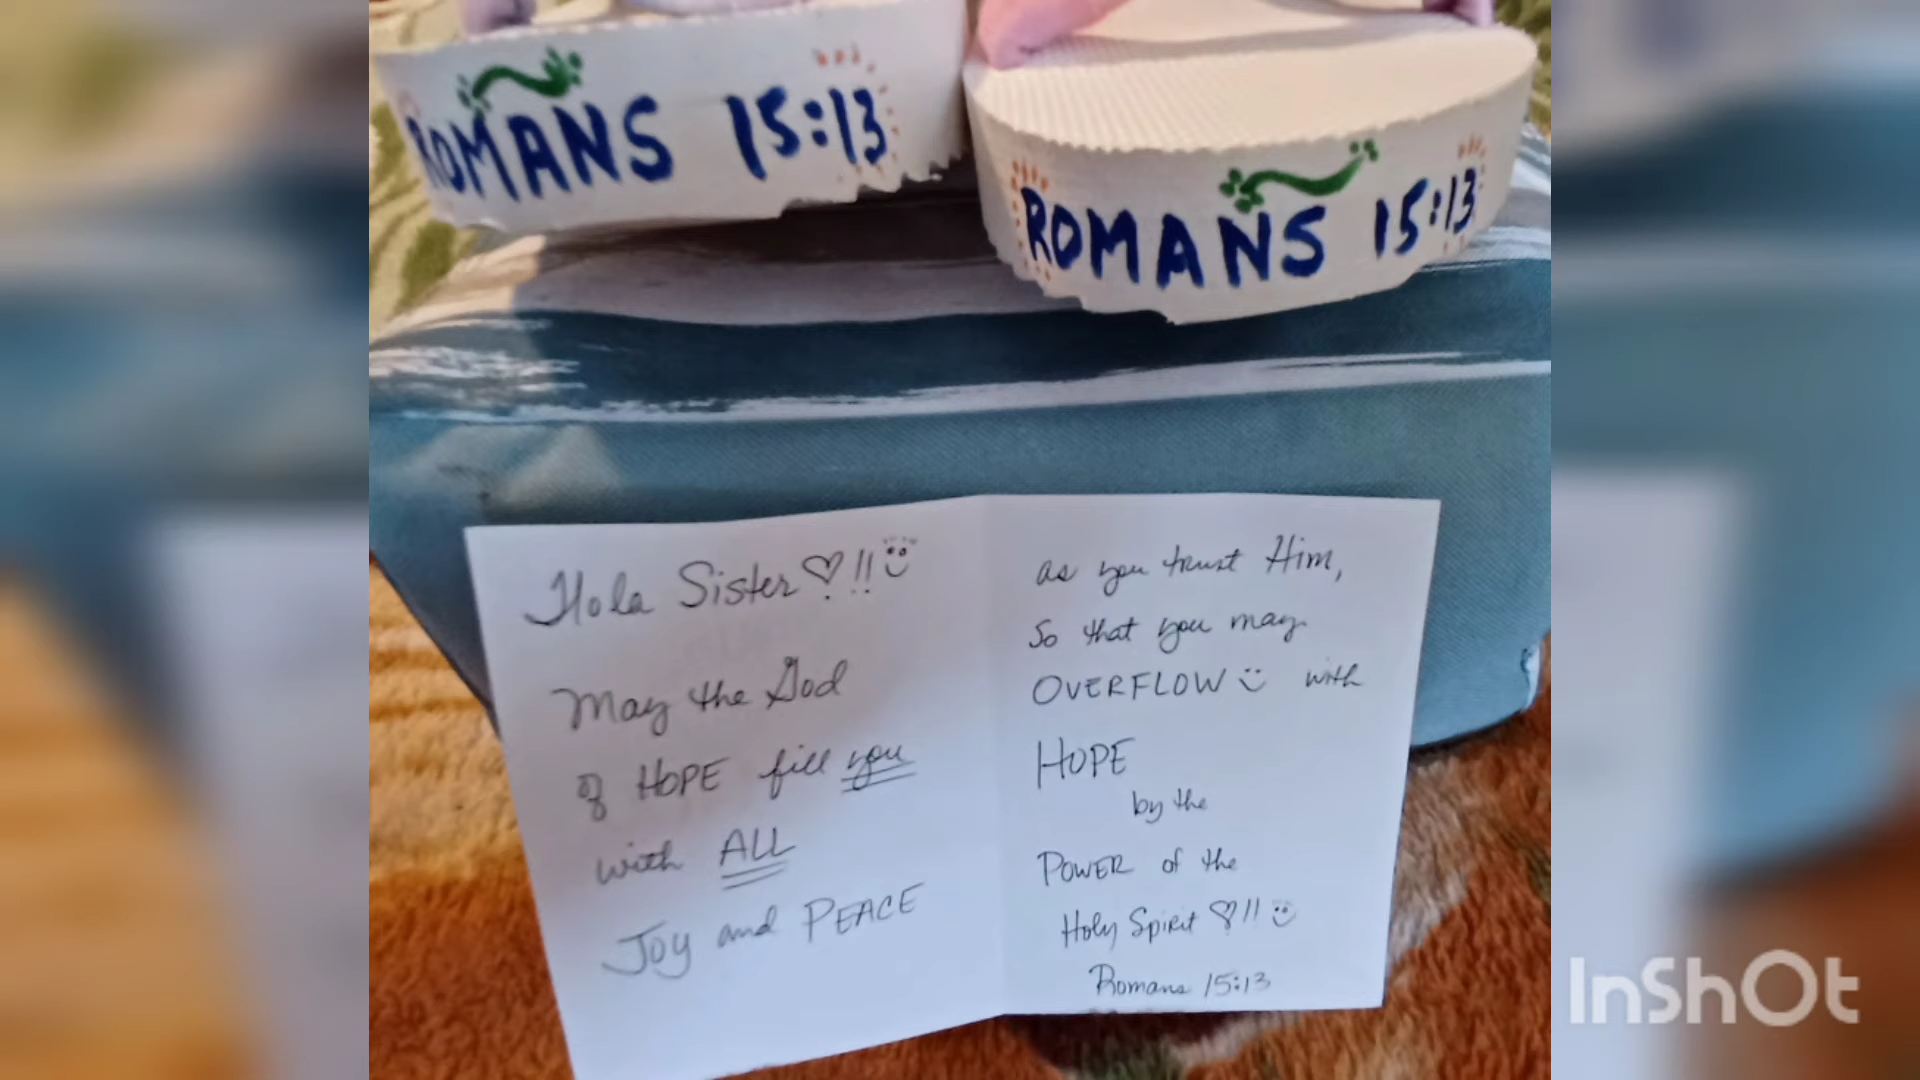 ROMANS 15:13
ROMANS 15:13
Hola Sister ♡!!!
May the God
of HOPE fill you
with ALL
Joy and PEACE
as you trust Him,
so that you may
OVERFLOW with
HOPE
by the
POWER of the
Holy Spirit ♡!!
Romans 15:13
InShOt